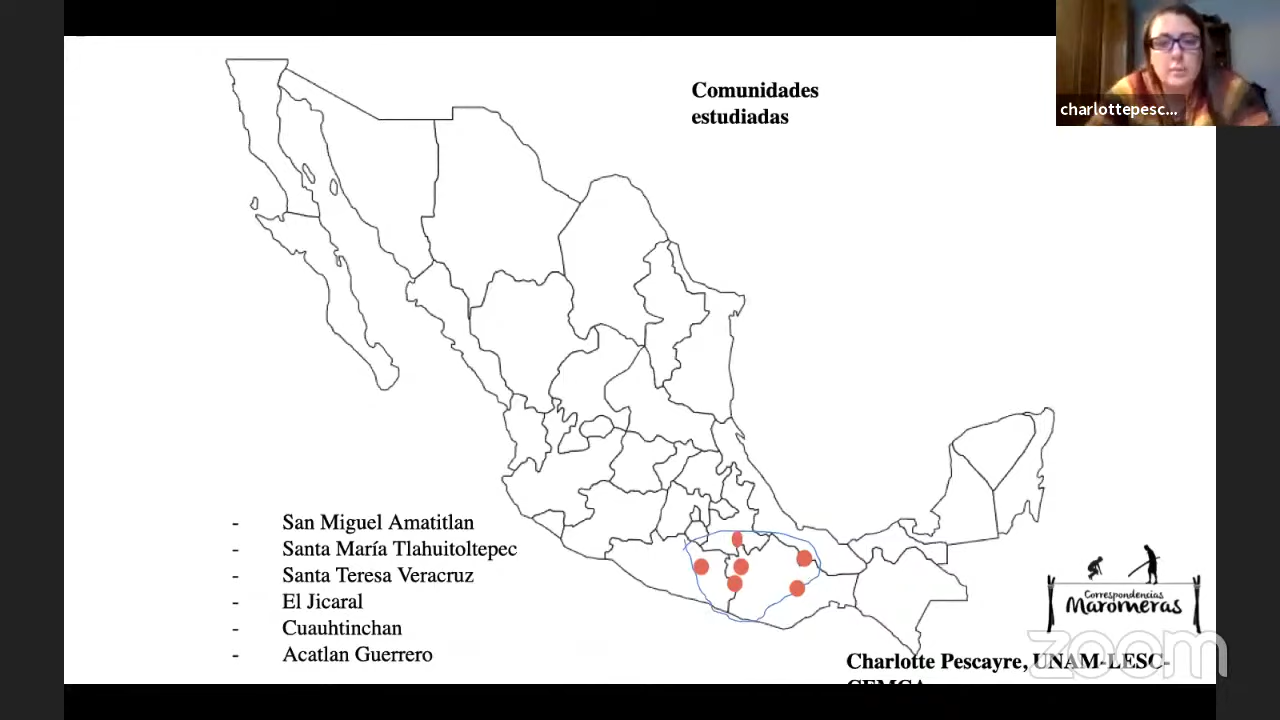 Comunidades
estudiadas
charlottepesc...
- San Miguel Amatitlan
- Santa María Tlahuitoltepec
- Santa Teresa Veracruz
- El Jicaral
- Cuauhtinchan
- Acatlan Guerrero
Correspondencias
Maromeras
zoom
Charlotte Pescayre, UNAM-LESC-
CEMCA